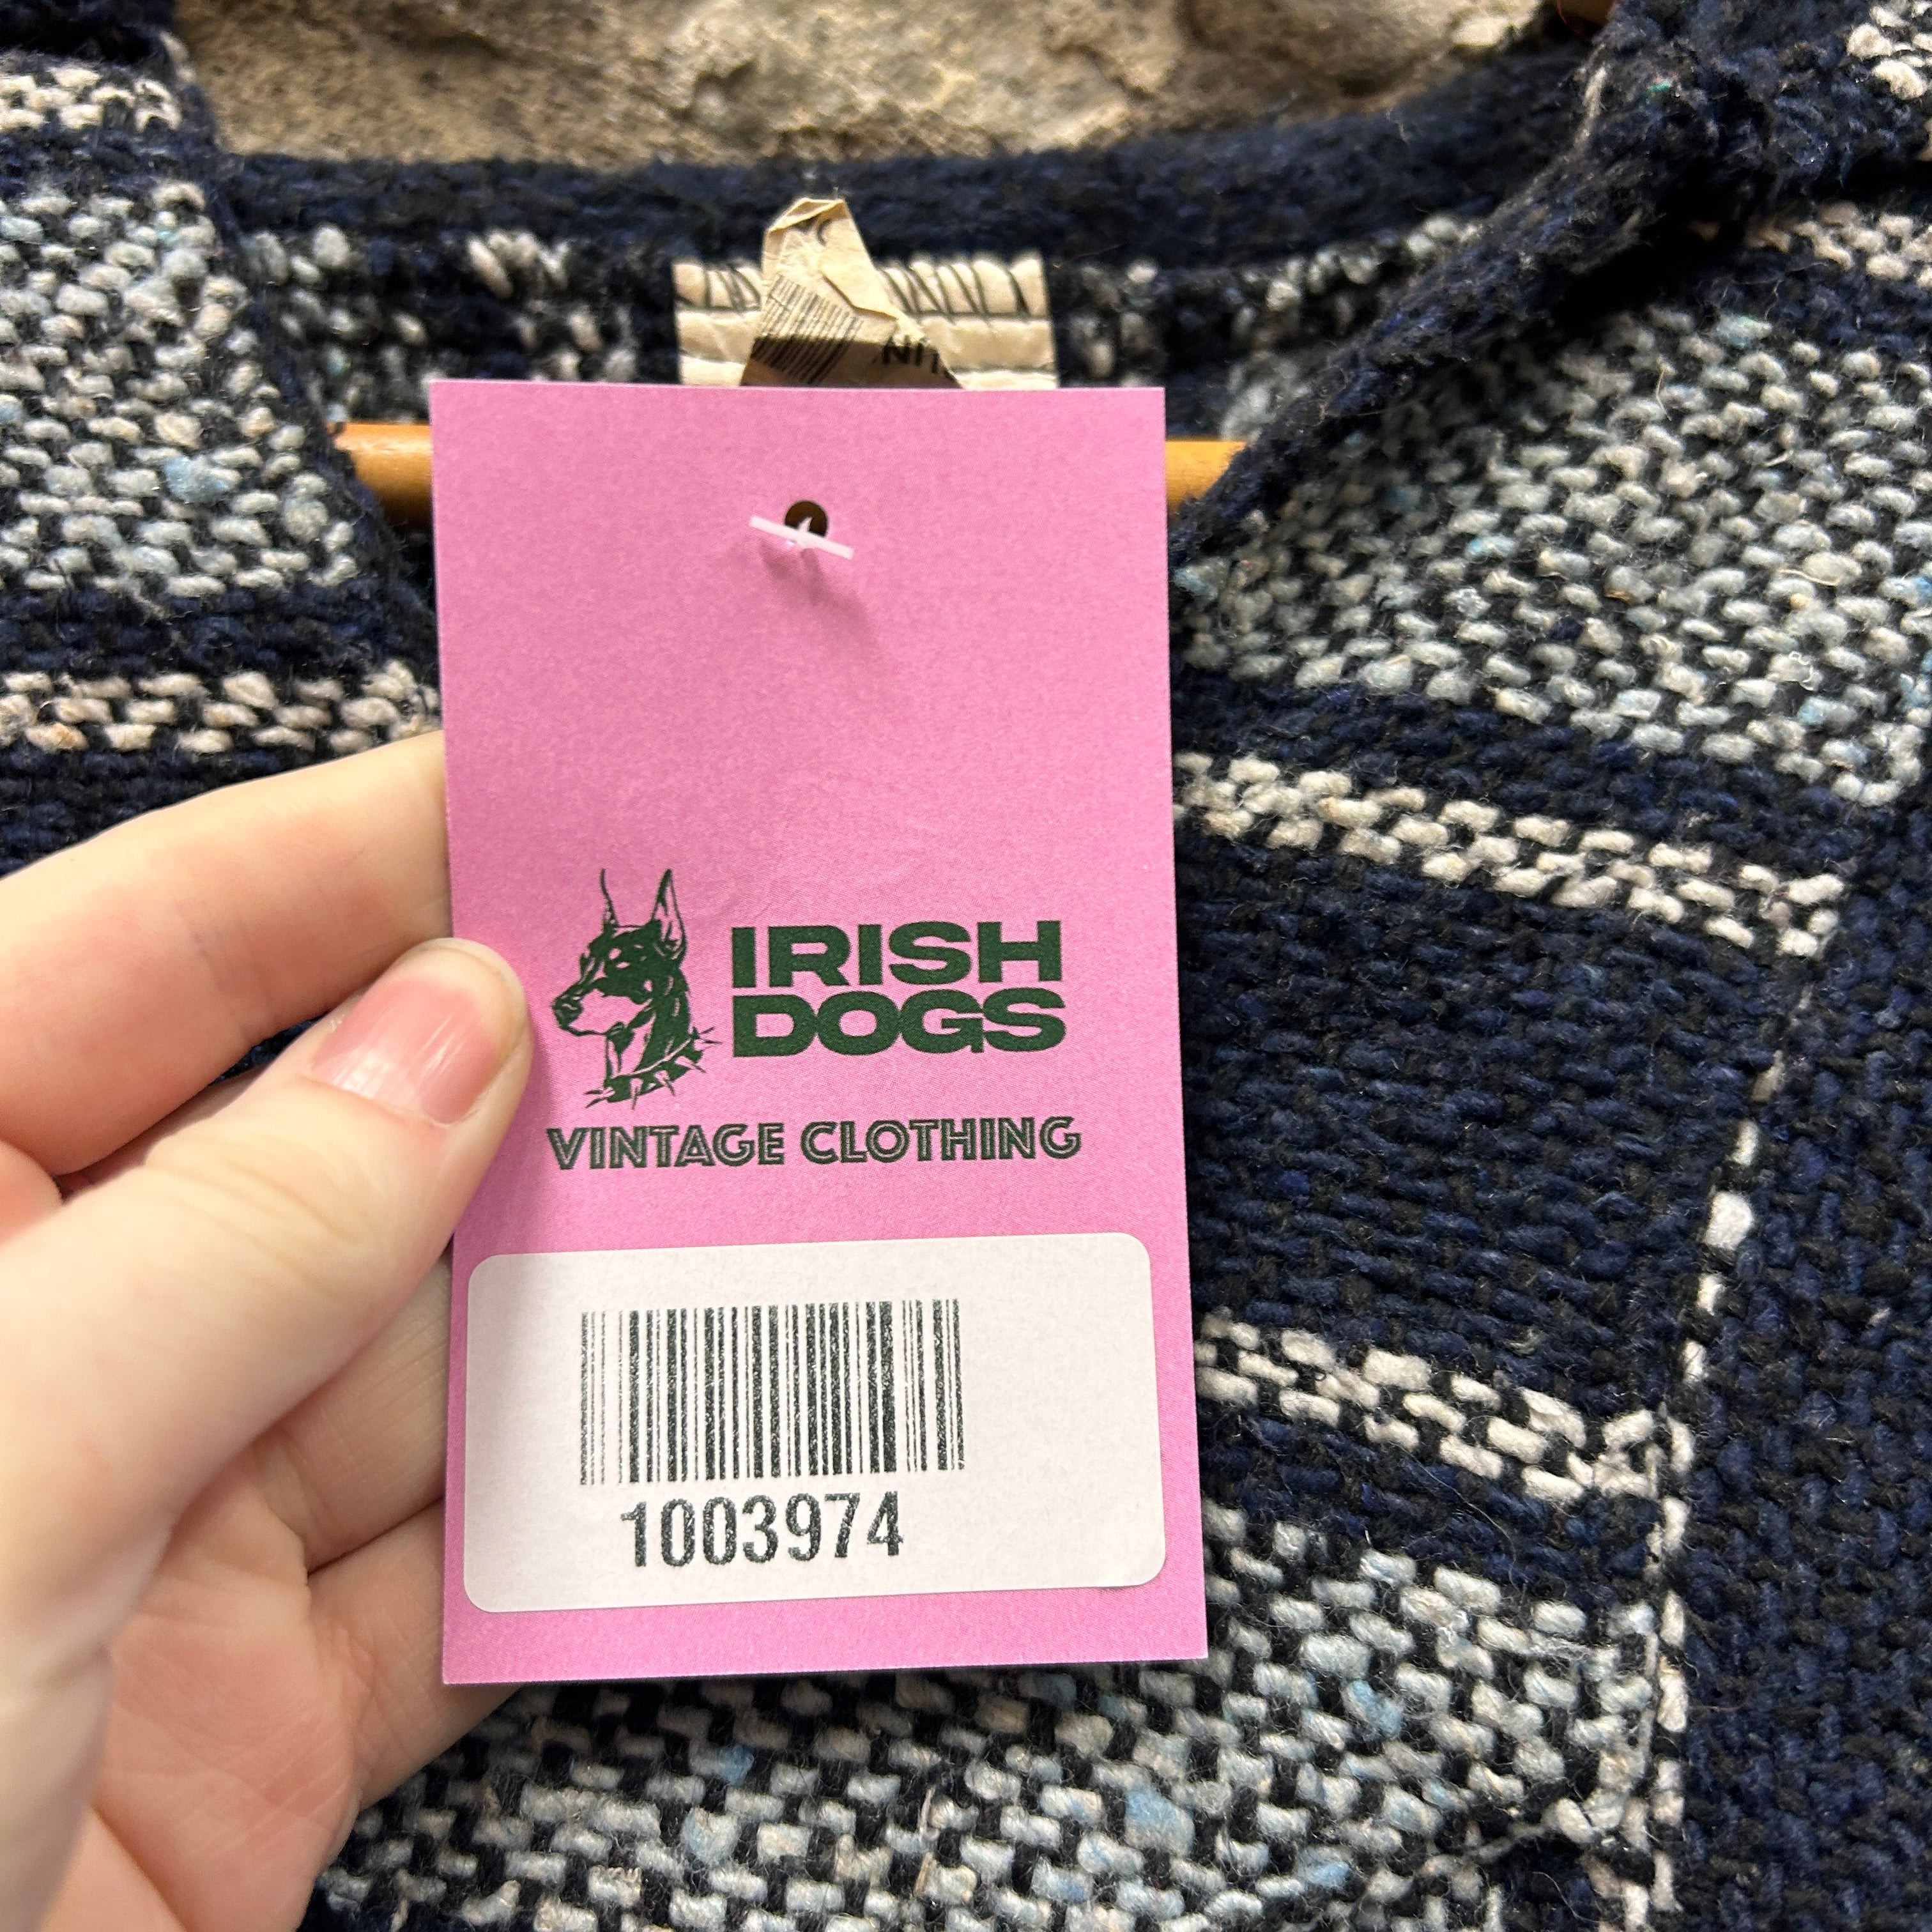 IRISH
DOGS
VINTAGE CLOTHING
1003974